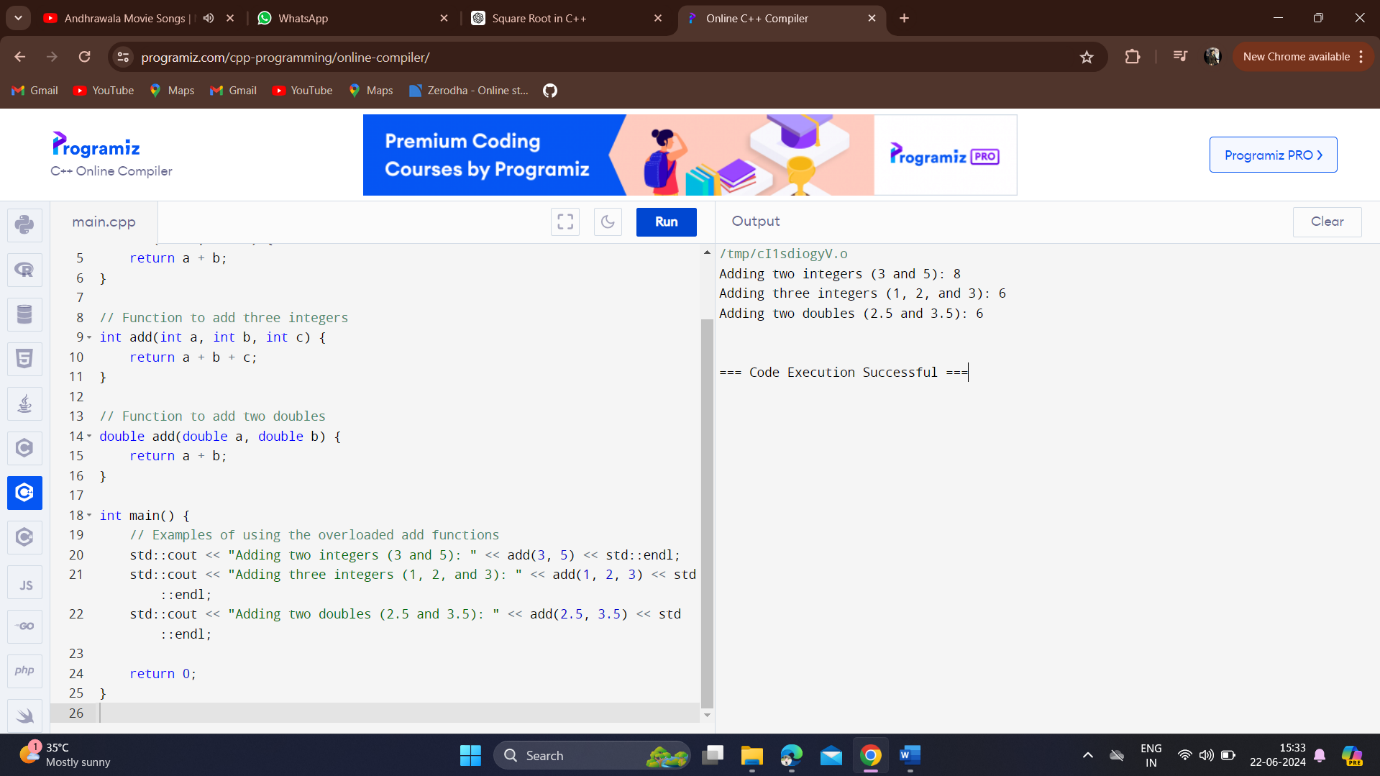 Andhrawala Movie Songs |
WhatsApp
Square Root in C++
Online C++ Compiler
programiz.com/cpp-programming/online-compiler/
New Chrome available
Gmail
YouTube
Maps
Gmail
YouTube
Maps
Zerodha - Online st...
Programiz
C++ Online Compiler
Premium Coding
Courses by Programiz
Programiz PRO
Programiz PRO
main.cpp
Run
Output
Clear
5 return a + b;
6 }
7
8 // Function to add three integers
9 int add(int a, int b, int c) {
10 return a + b + c;
11 }
12
13 // Function to add two doubles
14 double add(double a, double b) {
15 return a + b;
16 }
17
18 int main() {
19 // Examples of using the overloaded add functions
20 std::cout << "Adding two integers (3 and 5): " << add(3, 5) << std::endl;
21 std::cout << "Adding three integers (1, 2, and 3): " << add(1, 2, 3) << std
::endl;
22 std::cout << "Adding two doubles (2.5 and 3.5): " << add(2.5, 3.5) << std
::endl;
23
24 return 0;
25 }
26
/tmp/cI1sdiogyV.o
Adding two integers (3 and 5): 8
Adding three integers (1, 2, and 3): 6
Adding two doubles (2.5 and 3.5): 6
=== Code Execution Successful ===
JS
GO
php
1
35°C
Mostly sunny
Search
ENG
IN
15:33
22-06-2024
PRE